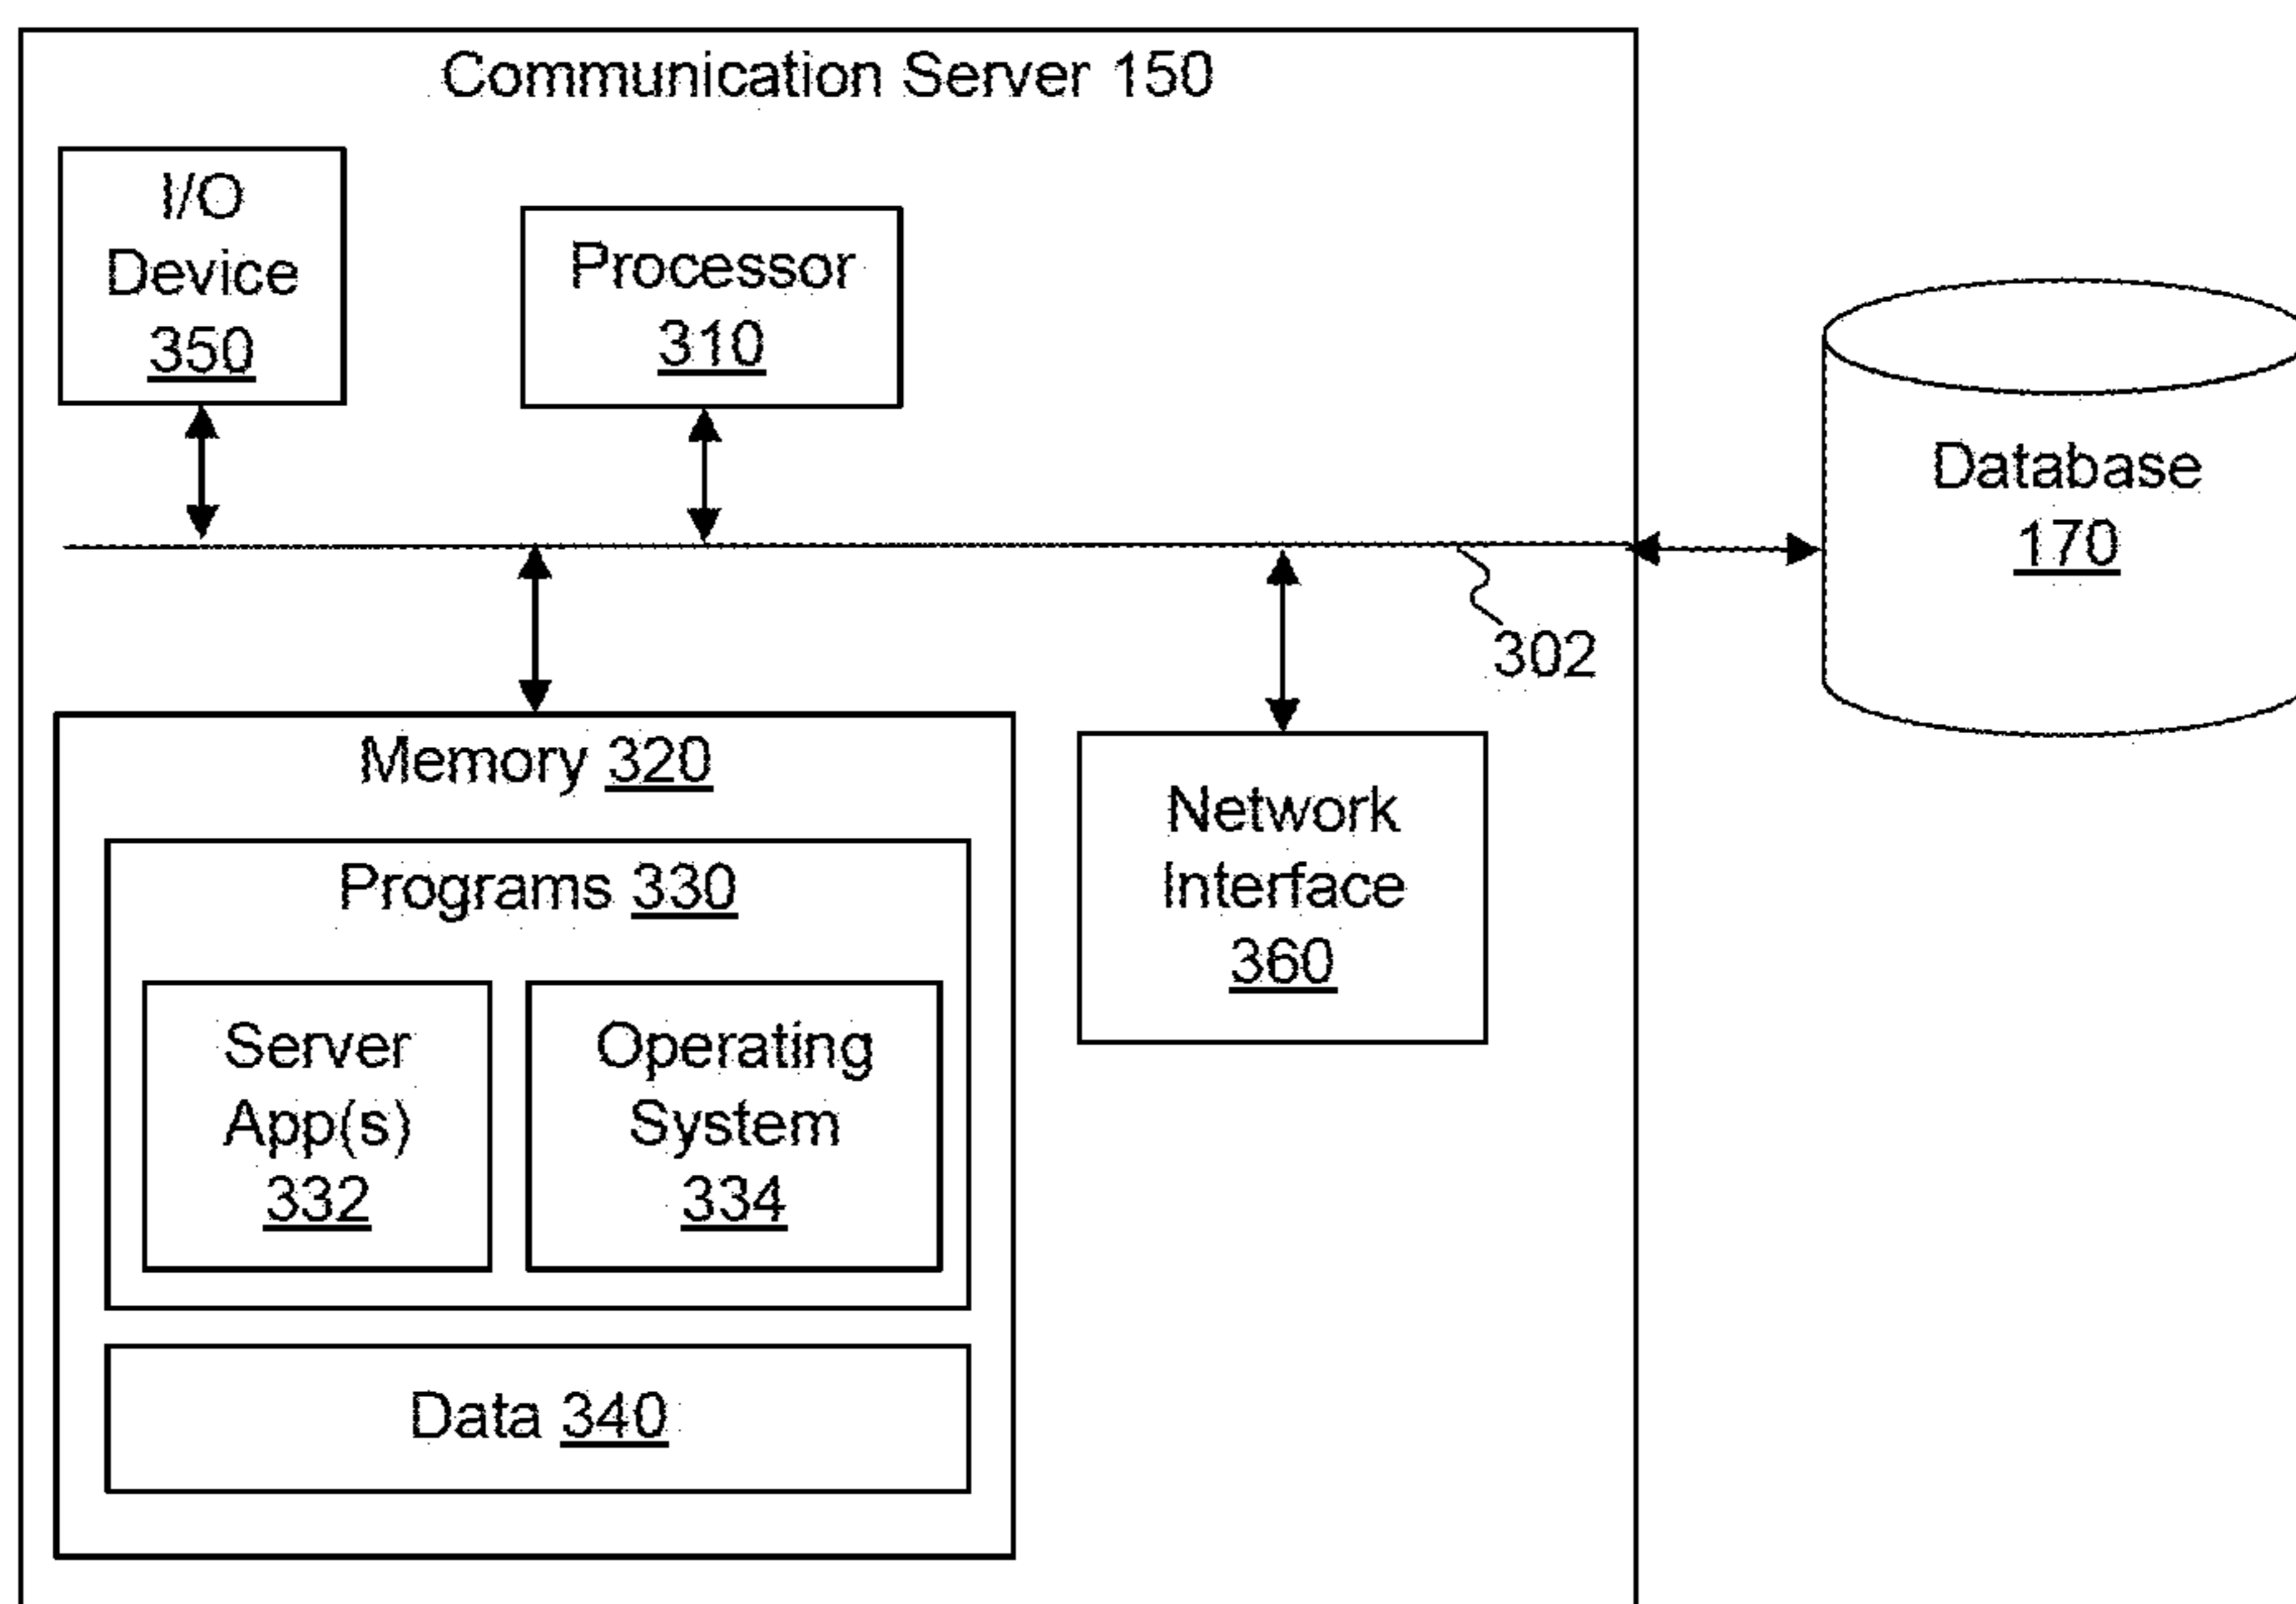 Communication Server 150
I/O
Device
350
Processor
310
Database
170
302
Memory 320
Programs 330
Server
App(s)
332
Operating
System
334
Data 340
Network
Interface
360